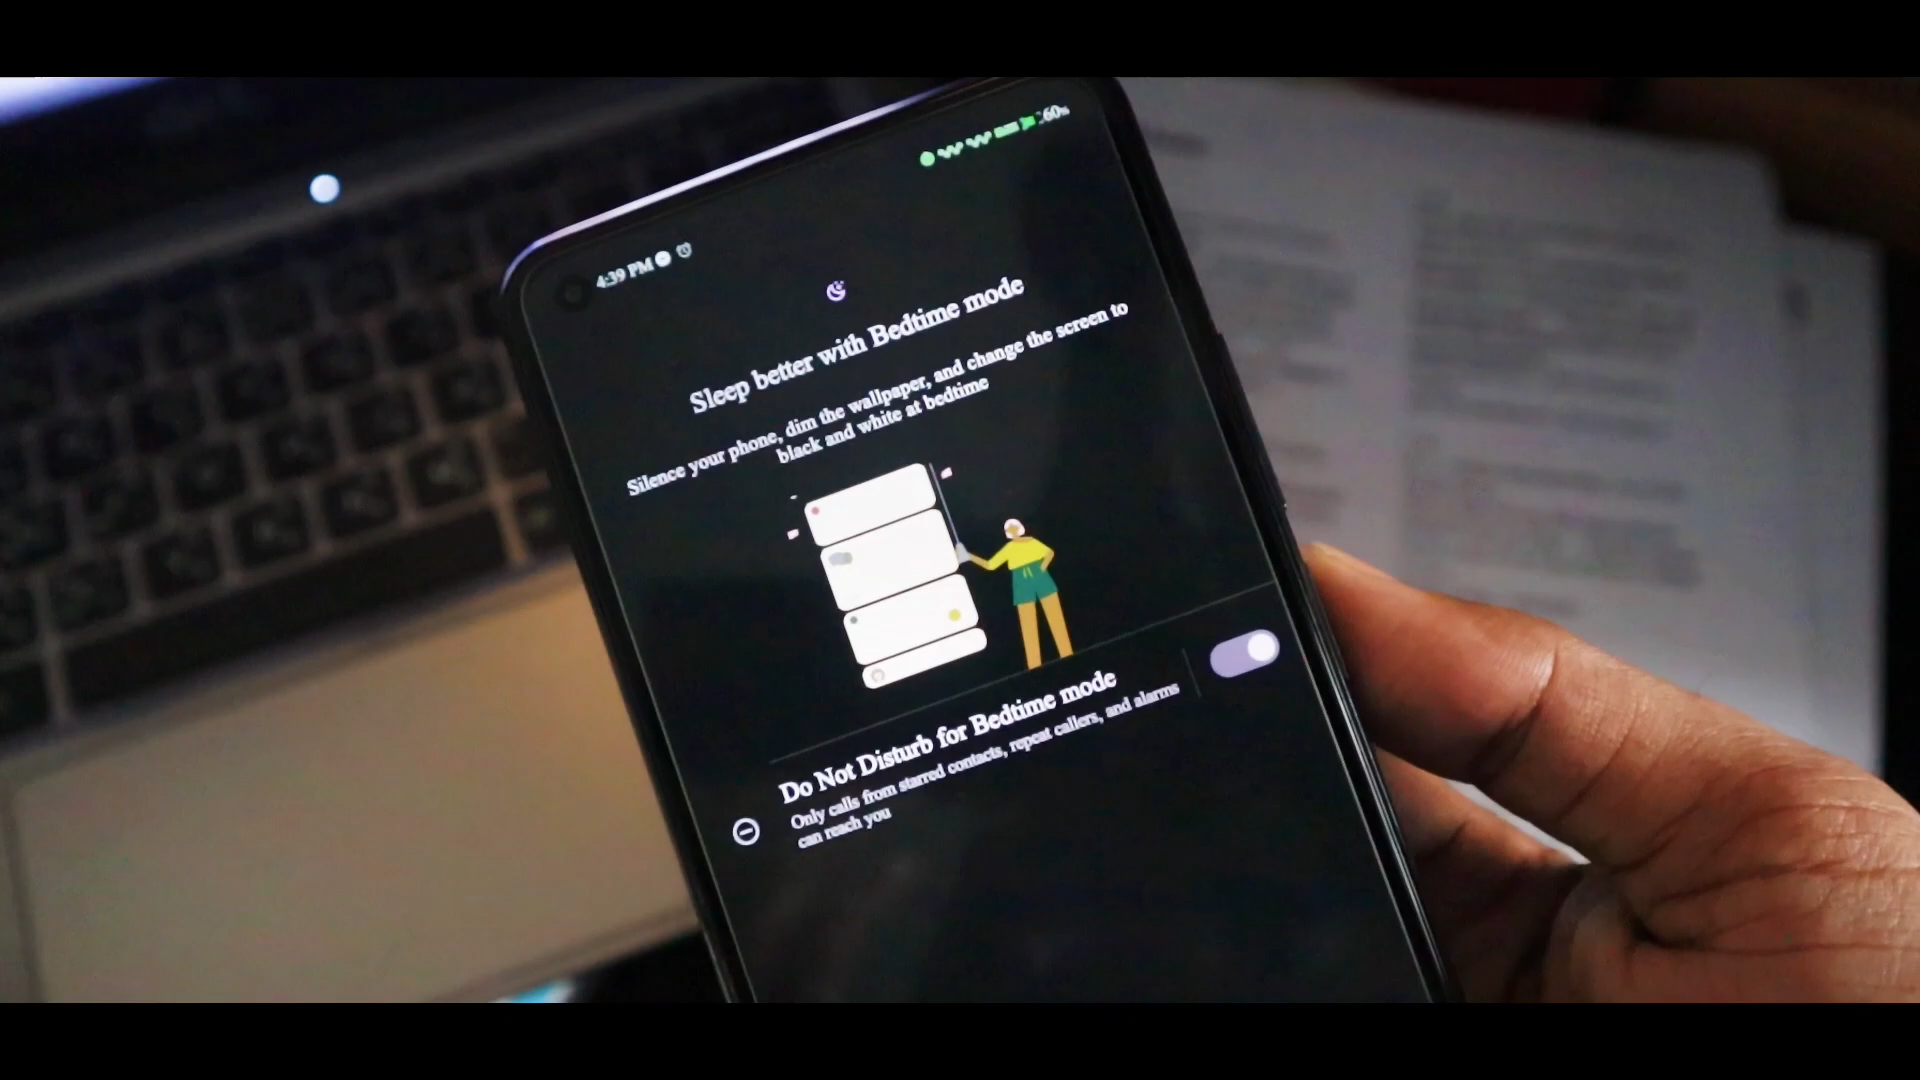 4:39 PM
60%
Sleep better with Bedtime mode
Silence your phone, dim the wallpaper, and change the screen to
black and white at bedtime
Do Not Disturb for Bedtime mode
Only calls from starred contacts, repeat callers, and alarms
can reach you